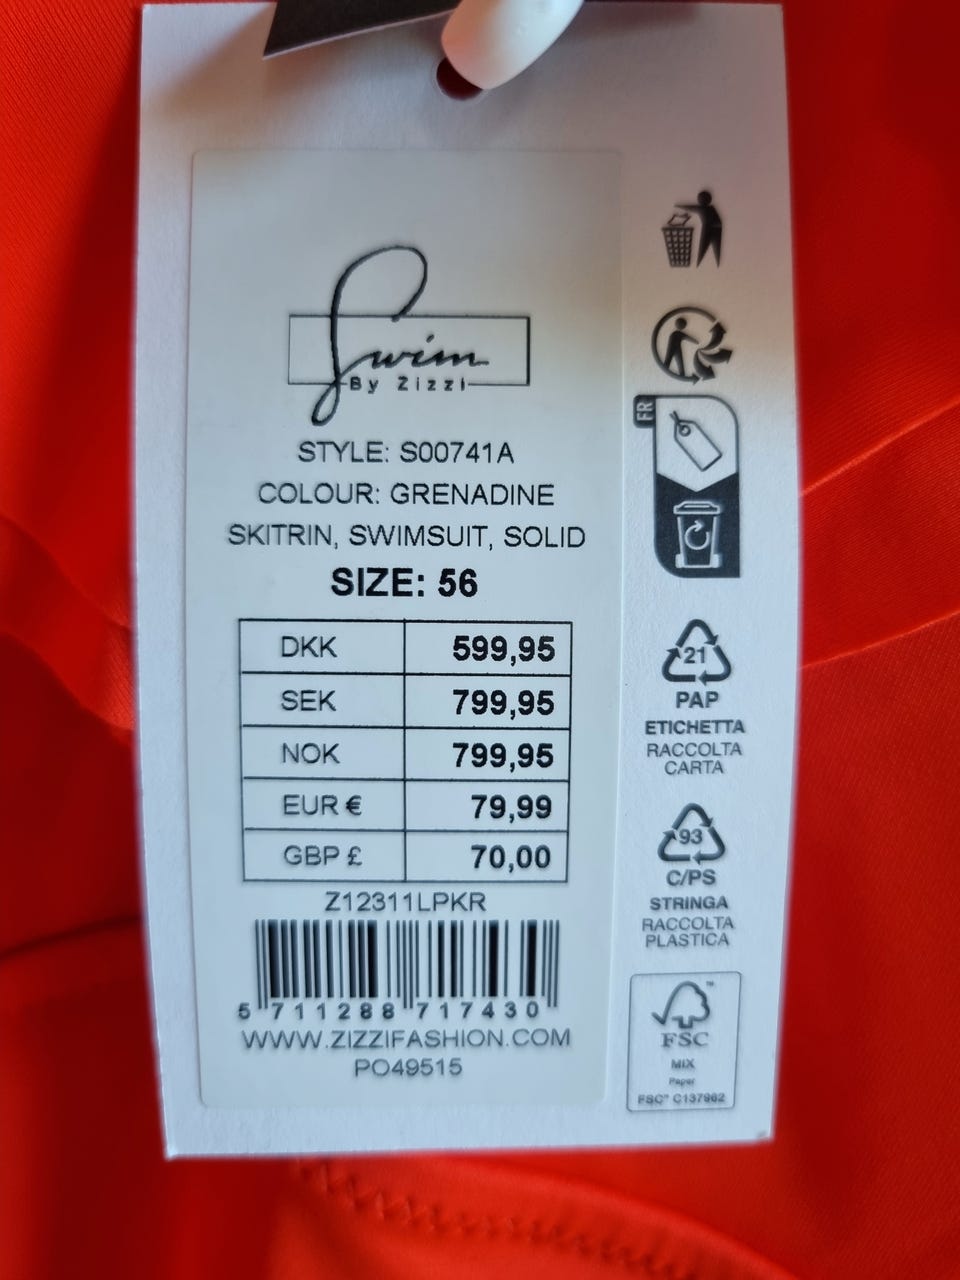 Swim
By Zizzi
STYLE: S00741A
COLOUR: GRENADINE
SKITRIN, SWIMSUIT, SOLID
SIZE: 56
DKK 599,95
SEK 799,95
NOK 799,95
EUR € 79,99
GBP £ 70,00
Z12311LPKR
5 711288 717430
WWW.ZIZZIFASHION.COM
PO49515
FR
21
PAP
ETICHETTA
RACCOLTA
CARTA
93
C/PS
STRINGA
RACCOLTA
PLASTICA
™
FSC
MIX
Paper
FSC® C137962